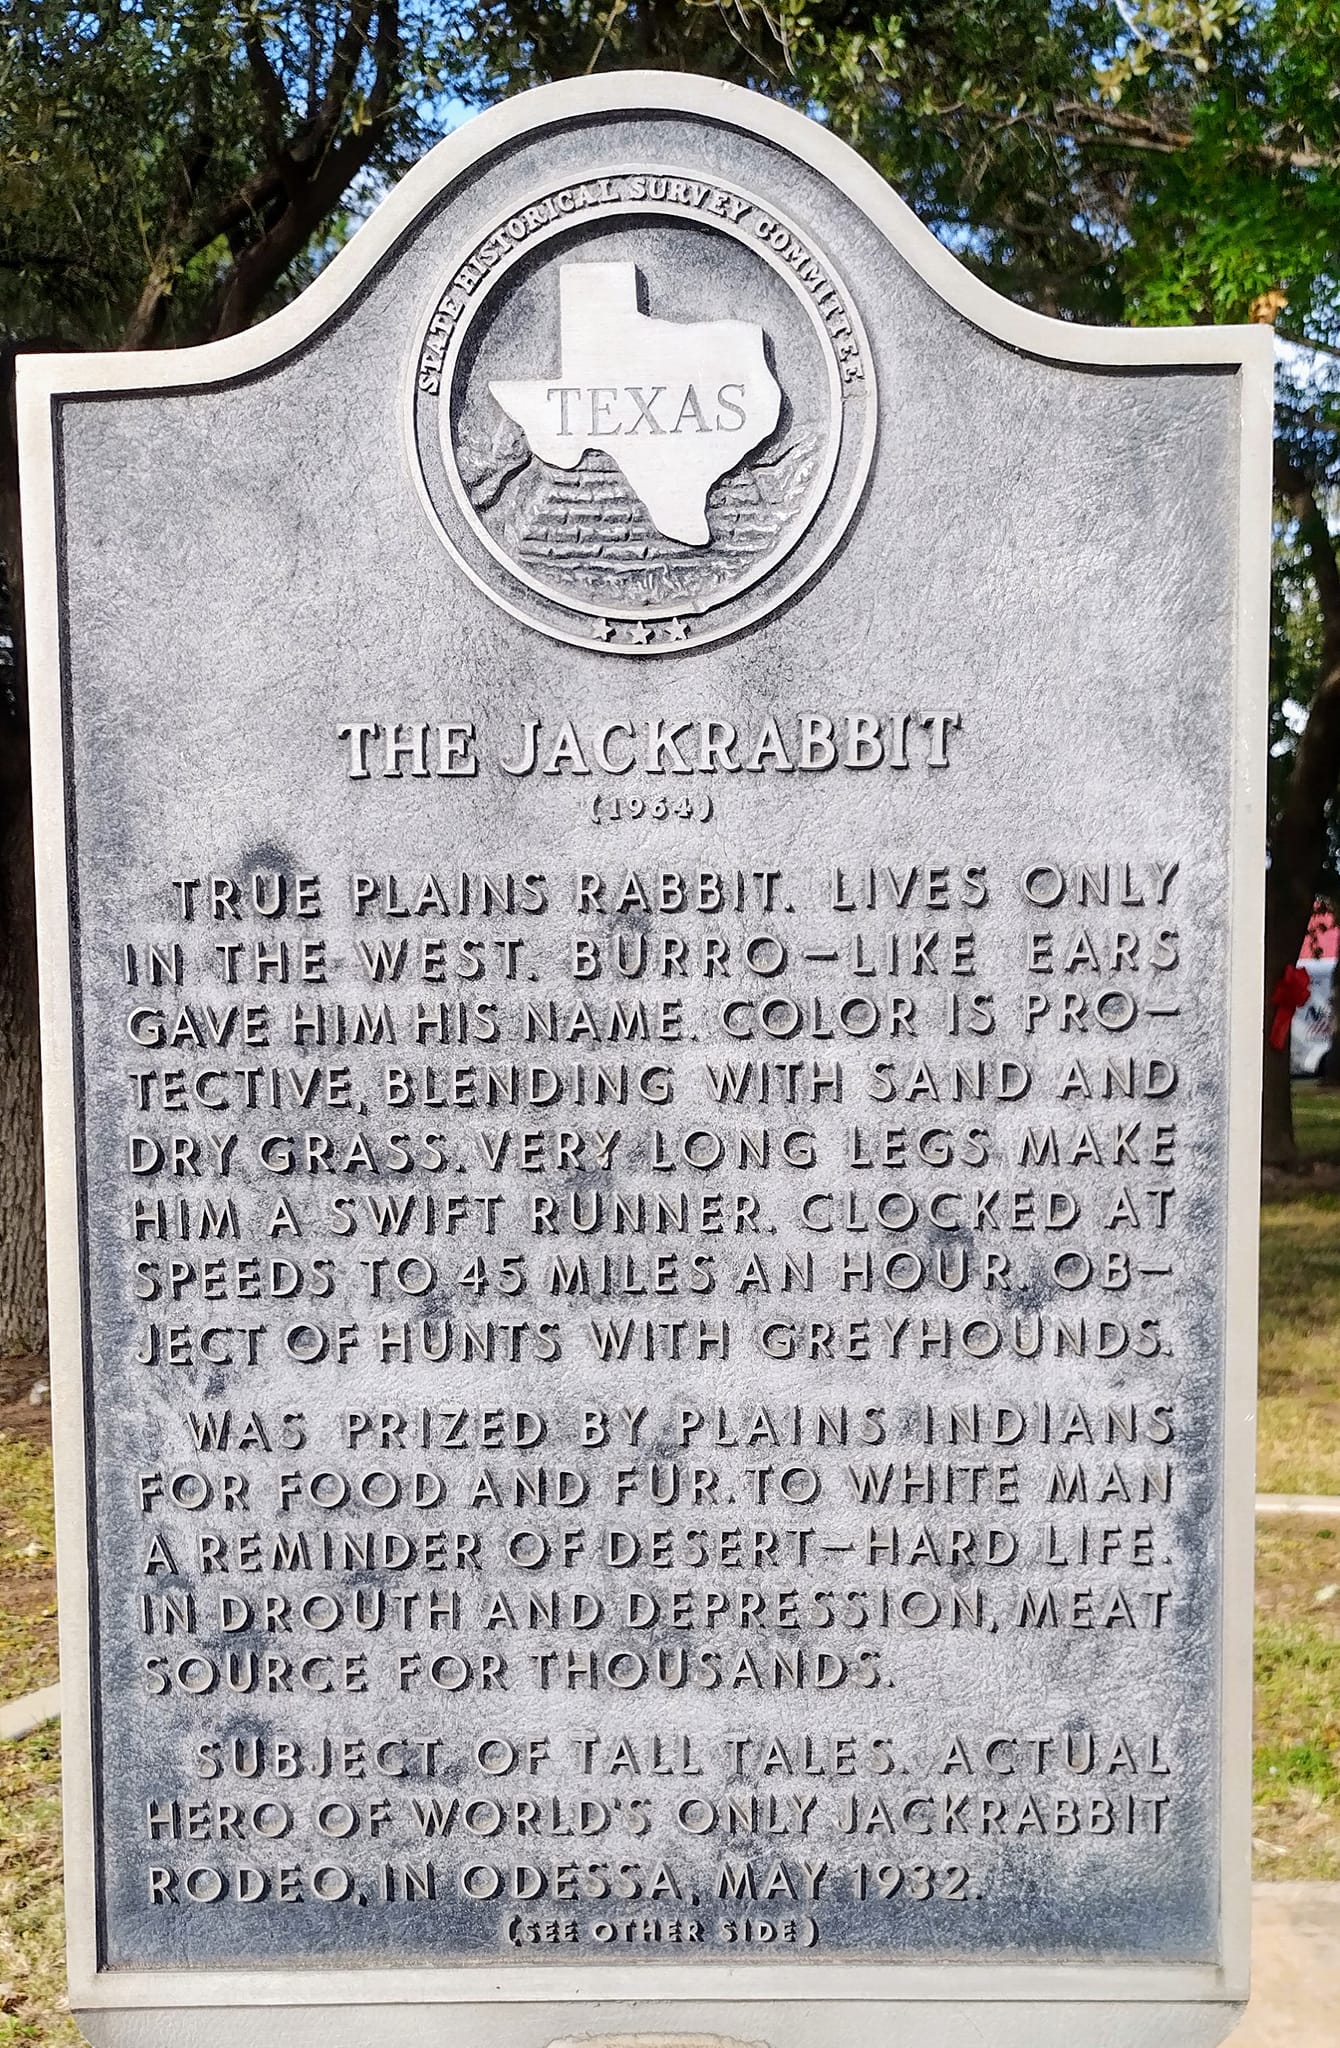 STATE HISTORICAL SURVEY COMMITTEE
TEXAS
THE JACKRABBIT
(1964)
TRUE PLAINS RABBIT. LIVES ONLY
IN THE WEST. BURRO-LIKE EARS
GAVE HIM HIS NAME. COLOR IS PRO-
TECTIVE, BLENDING WITH SAND AND
DRY GRASS. VERY LONG LEGS MAKE
HIM A SWIFT RUNNER. CLOCKED AT
SPEEDS TO 45 MILES AN HOUR. OB-
JECT OF HUNTS WITH GREYHOUNDS.
WAS PRIZED BY PLAINS INDIANS
FOR FOOD AND FUR. TO WHITE MAN
A REMINDER OF DESERT-HARD LIFE.
IN DROUTH AND DEPRESSION, MEAT
SOURCE FOR THOUSANDS.
SUBJECT OF TALL TALES. ACTUAL
HERO OF WORLD'S ONLY JACKRABBIT
RODEO, IN ODESSA, MAY 1932.
(SEE OTHER SIDE)